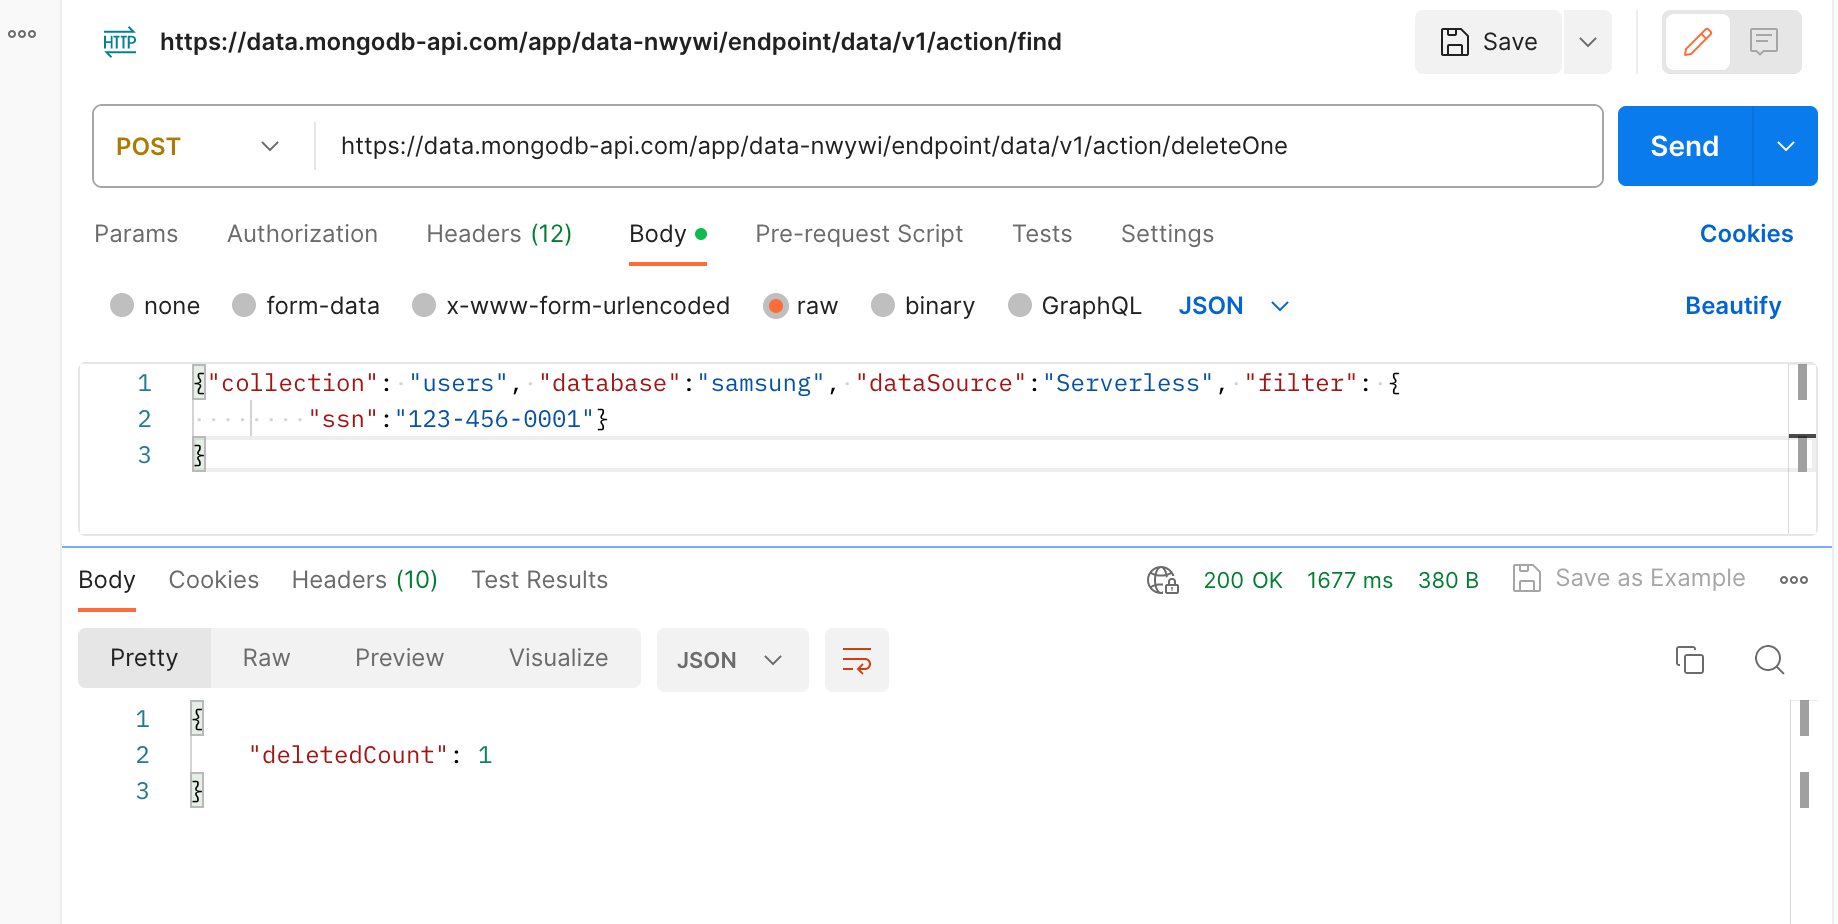 HTTP https://data.mongodb-api.com/app/data-nwywi/endpoint/data/v1/action/find Save
POST https://data.mongodb-api.com/app/data-nwywi/endpoint/data/v1/action/deleteOne Send
Params Authorization Headers (12) Body Pre-request Script Tests Settings Cookies
none form-data x-www-form-urlencoded raw binary GraphQL JSON Beautify
1 {"collection": "users", "database":"samsung", "dataSource":"Serverless", "filter": {
2 "ssn":"123-456-0001"}
3 }
Body Cookies Headers (10) Test Results 200 OK 1677 ms 380 B Save as Example
Pretty Raw Preview Visualize JSON
1 {
2 "deletedCount": 1
3 }